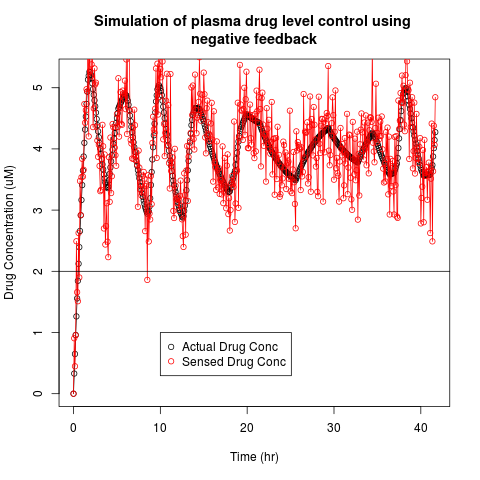 Simulation of plasma drug level control using
negative feedback
Drug Concentration (uM)
5
4
3
2
1
0
Actual Drug Conc
Sensed Drug Conc
0 10 20 30 40
Time (hr)